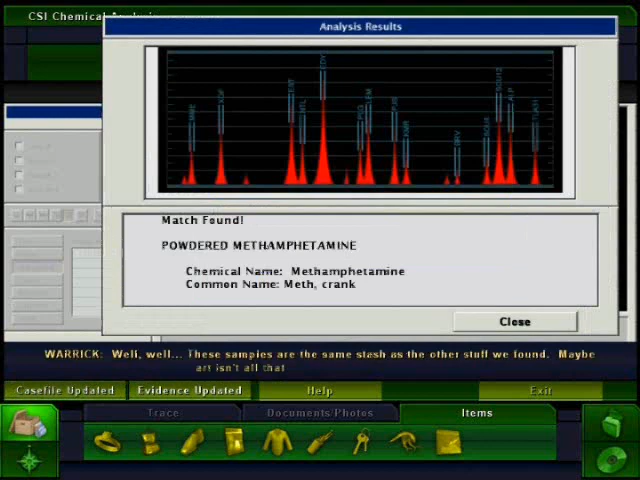 CSI Chemical Analysis
Analysis Results
Match Found!
POWDERED METHAMPHETAMINE
Chemical Name: Methamphetamine
Common Name: Meth, crank
Close
WARRICK: Well, well... These samples are the same stash as the other stuff we found. Maybe
art isn't all that
Casefile Updated
Evidence Updated
Help
Exit
Trace
Documents/Photos
Items